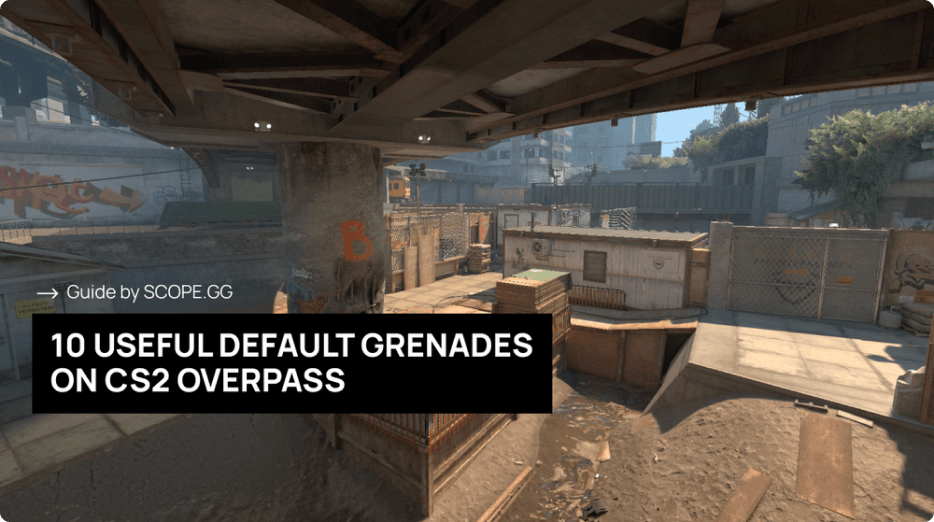 B
→ Guide by SCOPE.GG
10 USEFUL DEFAULT GRENADES
ON CS2 OVERPASS